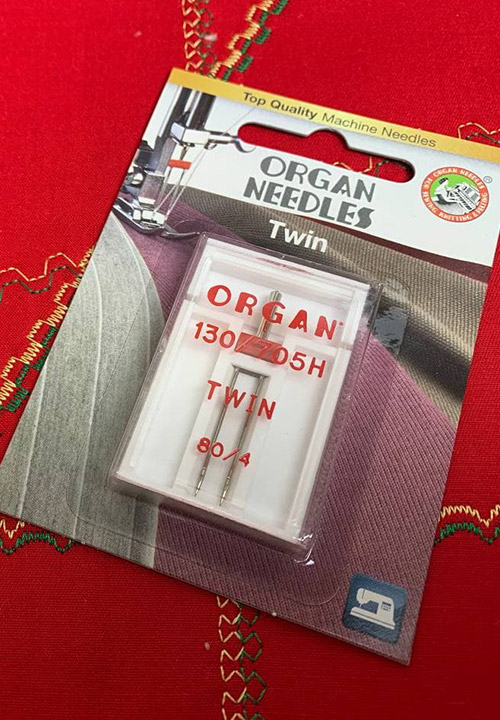 Top Quality Machine Needles
ORGAN
NEEDLES
Twin
ORGAN
130/705H
TWIN
80/4